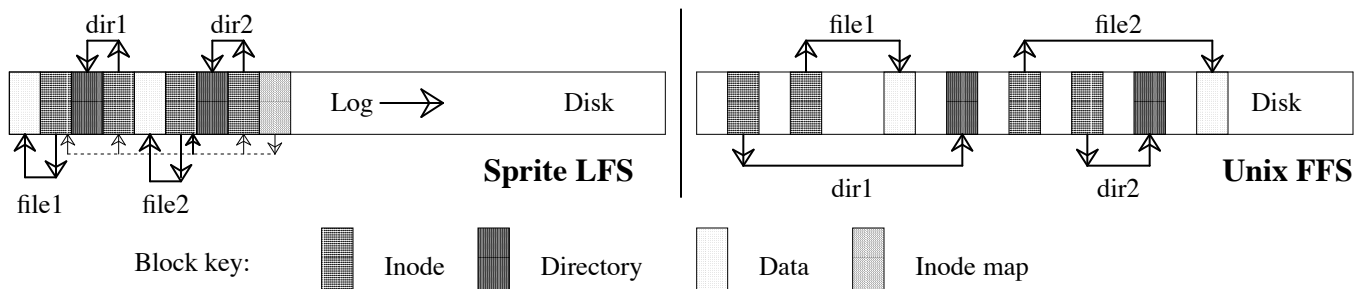 dir1 dir2
Log Disk
file1 file2
Sprite LFS
file1 file2
Disk
dir1 dir2
Unix FFS
Block key: Inode Directory Data Inode map